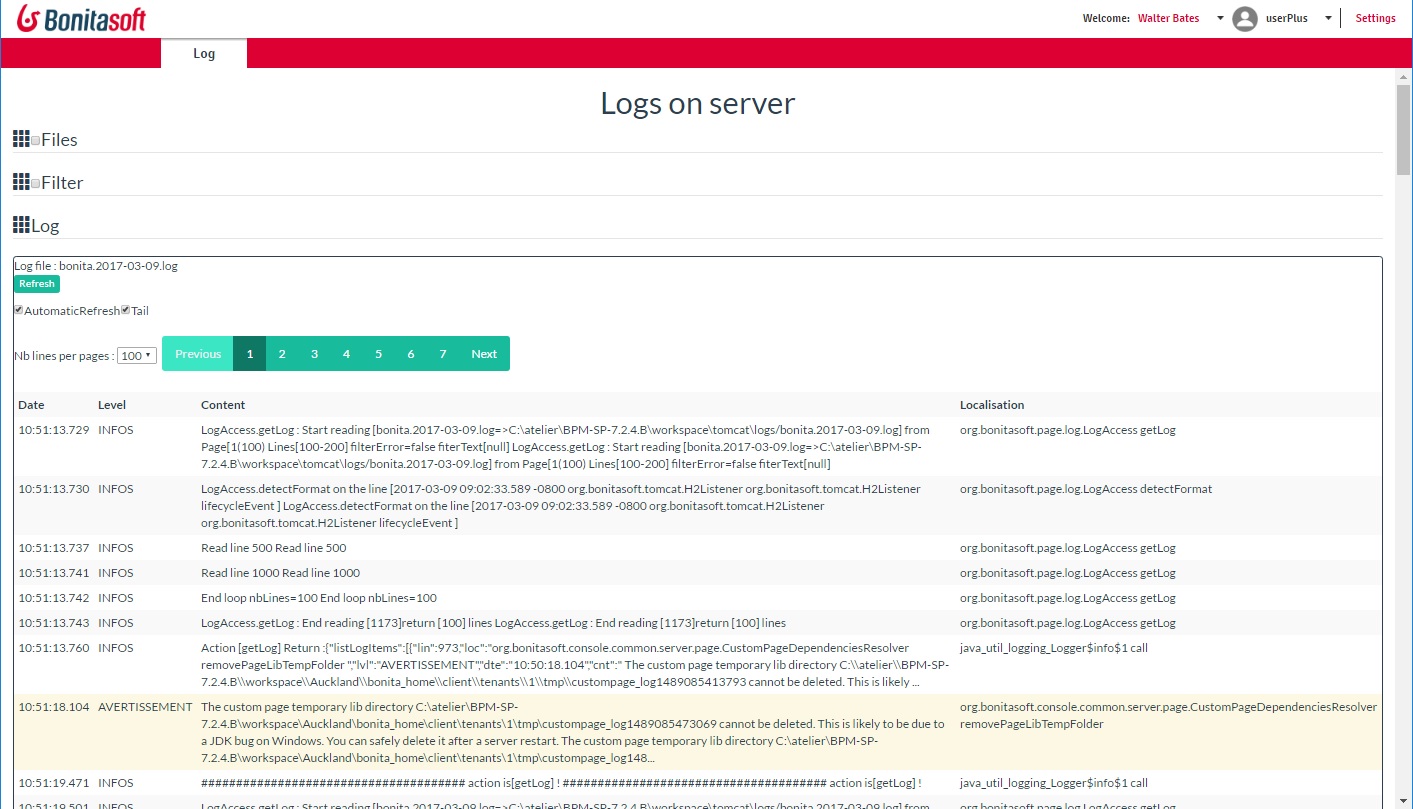 Bonitasoft
Welcome: Walter Bates userPlus Settings
Log
Logs on server
Files
Filter
Log
Log file : bonita.2017-03-09.log
Refresh
AutomaticRefresh Tail
Nb lines per pages : 100 Previous 1 2 3 4 5 6 7 Next
Date Level Content Localisation
10:51:13.729 INFOS LogAccess.getLog : Start reading [bonita.2017-03-09.log=>C:\atelier\BPM-SP-7.2.4.B\workspace\tomcat\logs/bonita.2017-03-09.log] from org.bonitasoft.page.log.LogAccess getLog
Page[1(100) Lines[100-200] filterError=false fiterText[null] LogAccess.getLog : Start reading [bonita.2017-03-09.log=>C:\atelier\BPM-SP-
7.2.4.B\workspace\tomcat\logs/bonita.2017-03-09.log] from Page[1(100) Lines[100-200] filterError=false fiterText[null]
10:51:13.730 INFOS LogAccess.detectFormat on the line [2017-03-09 09:02:33.589 -0800 org.bonitasoft.tomcat.H2Listener org.bonitasoft.tomcat.H2Listener org.bonitasoft.page.log.LogAccess detectFormat
lifecycleEvent ] LogAccess.detectFormat on the line [2017-03-09 09:02:33.589 -0800 org.bonitasoft.tomcat.H2Listener
org.bonitasoft.tomcat.H2Listener lifecycleEvent ]
10:51:13.737 INFOS Read line 500 Read line 500 org.bonitasoft.page.log.LogAccess getLog
10:51:13.741 INFOS Read line 1000 Read line 1000 org.bonitasoft.page.log.LogAccess getLog
10:51:13.742 INFOS End loop nbLines=100 End loop nbLines=100 org.bonitasoft.page.log.LogAccess getLog
10:51:13.743 INFOS LogAccess.getLog : End reading [1173]return [100] lines LogAccess.getLog : End reading [1173]return [100] lines org.bonitasoft.page.log.LogAccess getLog
10:51:13.760 INFOS Action [getLog] Return :{"listLogItems":[{"lin":973,"loc":"org.bonitasoft.console.common.server.page.CustomPageDependenciesResolver java_util_logging_Logger$info$1 call
removePageLibTempFolder ","lvl":"AVERTISSEMENT","dte":"10:50:18.104","cnt":" The custom page temporary lib directory C:\\atelier\\BPM-SP-
7.2.4.B\\workspace\\Auckland\\bonita_home\\client\\tenants\\1\\tmp\\custompage_log1489085413793 cannot be deleted. This is likely ...
10:51:18.104 AVERTISSEMENT The custom page temporary lib directory C:\atelier\BPM-SP- org.bonitasoft.console.common.server.page.CustomPageDependenciesResolver
7.2.4.B\workspace\Auckland\bonita_home\client\tenants\1\tmp\custompage_log1489085473069 cannot be deleted. This is likely to be due to removePageLibTempFolder
a JDK bug on Windows. You can safely delete it after a server restart. The custom page temporary lib directory C:\atelier\BPM-SP-
7.2.4.B\workspace\Auckland\bonita_home\client\tenants\1\tmp\custompage_log148...
10:51:19.471 INFOS ###################################### action is[getLog] ! ###################################### action is[getLog] ! java_util_logging_Logger$info$1 call
10:51:19.501 INFOS LogAccess.getLog : Start reading [bonita.2017-03-09.log=>C:\atelier\BPM-SP-7.2.4.B\workspace\tomcat\logs/bonita.2017-03-09.log] from org.bonitasoft.page.log.LogAccess getLog